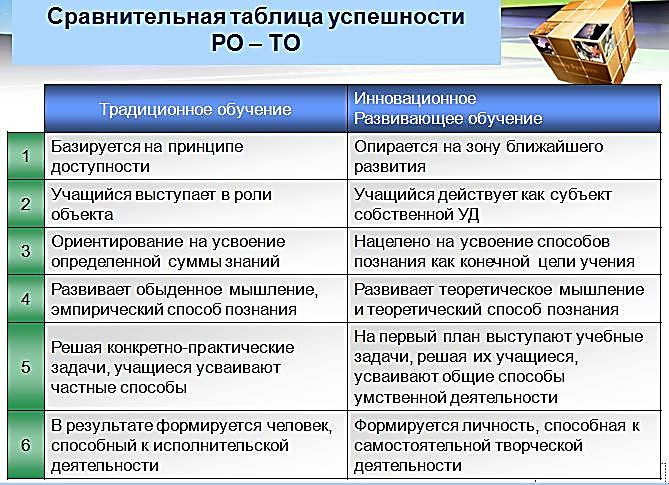 Сравнительная таблица успешности
РО – ТО
Традиционное обучение
Инновационное
Развивающее обучение
1
Базируется на принципе
доступности
Опирается на зону ближайшего
развития
2
Учащийся выступает в роли
объекта
Учащийся действует как субъект
собственной УД
3
Ориентирование на усвоение
определенной суммы знаний
Нацелено на усвоение способов
познания как конечной цели учения
4
Развивает обыденное мышление,
эмпирический способ познания
Развивает теоретическое мышление
и теоретический способ познания
5
Решая конкретно-практические
задачи, учащиеся усваивают
частные способы
На первый план выступают учебные
задачи, решая их учащиеся,
усваивают общие способы
умственной деятельности
6
В результате формируется человек,
способный к исполнительской
деятельности
Формируется личность, способная к
самостоятельной творческой
деятельности